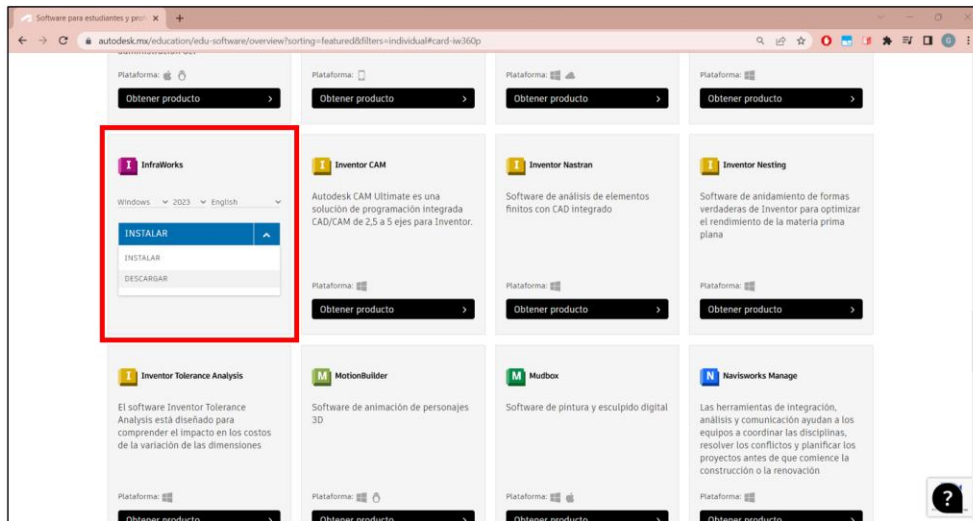 Software para estudiantes y prof
autodesk.mx/education/edu-software/overview?sorting=featured&filters=individual#card-iw360p
Plataforma:
Plataforma:
Plataforma:
Plataforma:
Obtener producto
Obtener producto
Obtener producto
Obtener producto
I InfraWorks
Windows 2023 English
INSTALAR
INSTALAR
DESCARGAR
I Inventor CAM
Autodesk CAM Ultimate es una
solución de programación integrada
CAD/CAM de 2,5 a 5 ejes para Inventor.
Plataforma:
Obtener producto
I Inventor Nastran
Software de análisis de elementos
finitos con CAD integrado
Plataforma:
Obtener producto
I Inventor Nesting
Software de anidamiento de formas
verdaderas de Inventor para optimizar
el rendimiento de la materia prima
plana
Plataforma:
Obtener producto
I Inventor Tolerance Analysis
El software Inventor Tolerance
Analysis está diseñado para
comprender el impacto en los costos
de la variación de las dimensiones
Plataforma:
Obtener producto
M MotionBuilder
Software de animación de personajes
3D
Plataforma:
Obtener producto
M Mudbox
Software de pintura y esculpido digital
Plataforma:
Obtener producto
N Navisworks Manage
Las herramientas de integración,
análisis y comunicación ayudan a los
equipos a coordinar las disciplinas,
resolver los conflictos y planificar los
proyectos antes de que comience la
construcción o la renovación
Plataforma:
Obtener producto
?